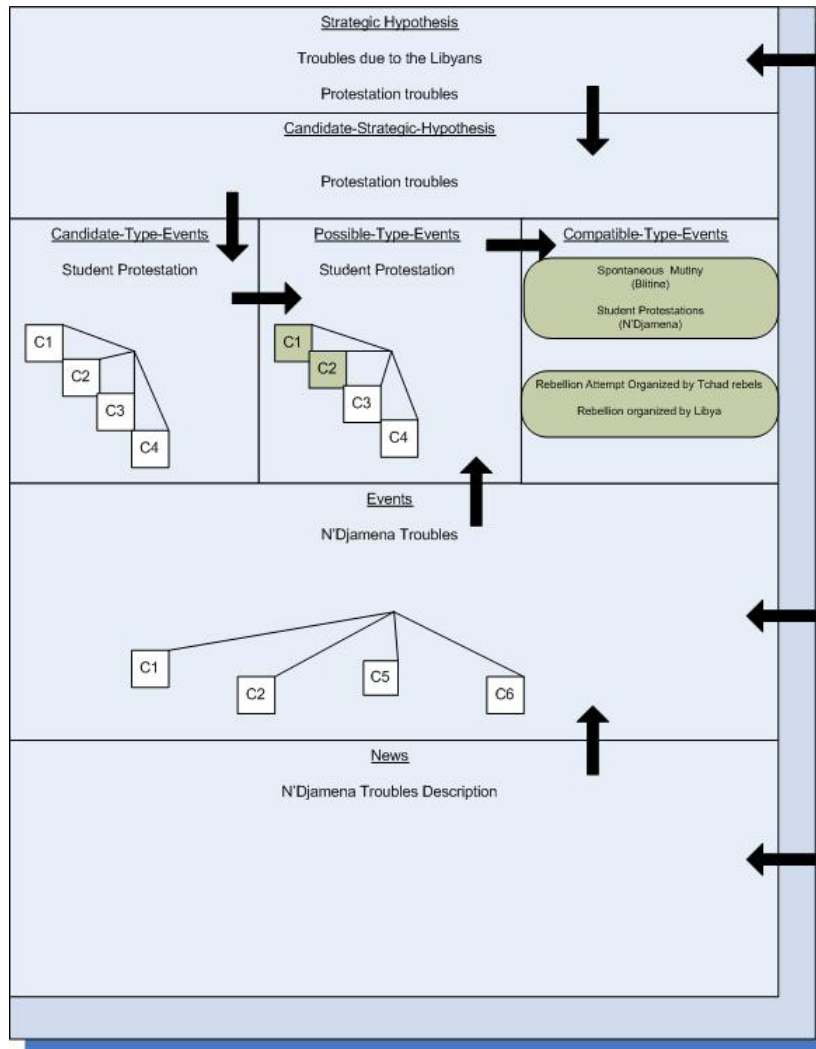 Strategic Hypothesis
Troubles due to the Libyans
Protestation troubles
Candidate-Strategic-Hypothesis
Protestation troubles
Candidate-Type-Events
Student Protestation
C1
C2
C3
C4
Possible-Type-Events
Student Protestation
C1
C2
C3
C4
Compatible-Type-Events
Spontaneous Mutiny
(Blitine)
Student Protestations
(N'Djamena)
Rebellion Attempt Organized by Tchad rebels
Rebellion organized by Libya
Events
N'Djamena Troubles
C1
C2
C5
C6
News
N'Djamena Troubles Description